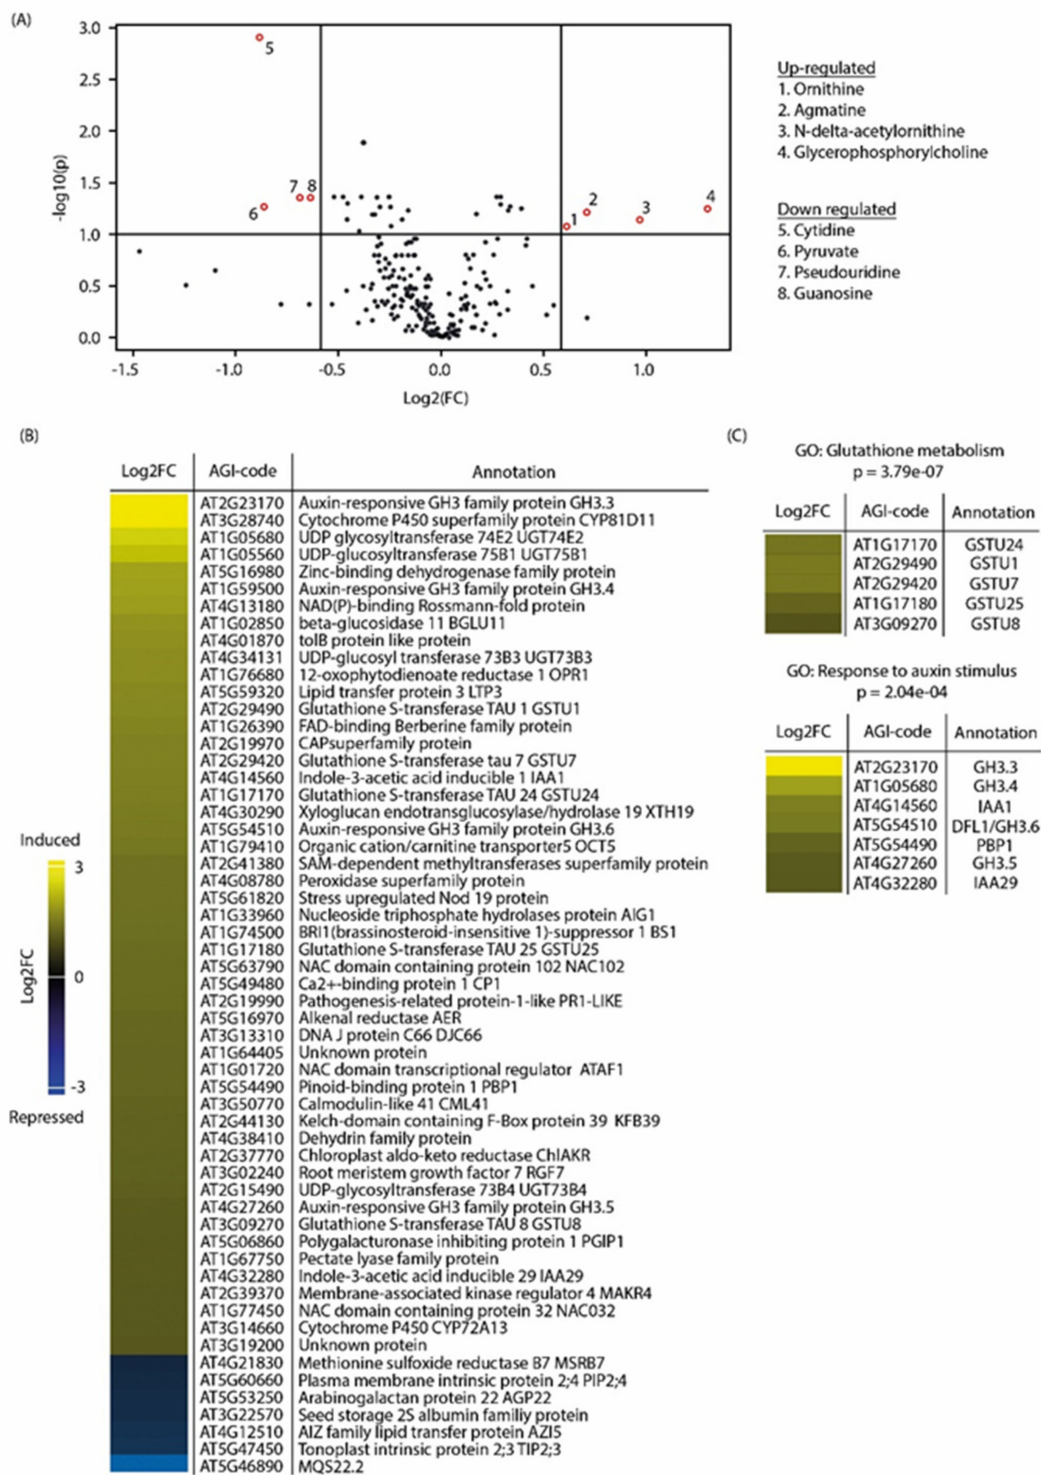 (A)
3.0
2.5
2.0
1.5
1.0
0.5
0.0
-log10(p)
-1.5
-1.0
-0.5
0.0
0.5
1.0
Log2(FC)
5
6
7
8
1
2
3
4
Up-regulated
1. Ornithine
2. Agmatine
3. N-delta-acetylornithine
4. Glycerophosphorylcholine
Down regulated
5. Cytidine
6. Pyruvate
7. Pseudouridine
8. Guanosine
(B)
Log2FC AGI-code Annotation
AT2G23170 Auxin-responsive GH3 family protein GH3.3
AT3G28740 Cytochrome P450 superfamily protein CYP81D11
AT1G05680 UDP glycosyltransferase 74E2 UGT74E2
AT1G05560 UDP-glucosyltransferase 75B1 UGT75B1
AT5G16980 Zinc-binding dehydrogenase family protein
AT1G59500 Auxin-responsive GH3 family protein GH3.4
AT4G13180 NAD(P)-binding Rossmann-fold protein
AT1G02850 beta-glucosidase 11 BGLU11
AT4G01870 tolB protein like protein
AT4G34131 UDP-glucosyl transferase 73B3 UGT73B3
AT1G76680 12-oxophytodienoate reductase 1 OPR1
AT5G59320 Lipid transfer protein 3 LTP3
AT2G29490 Glutathione S-transferase TAU 1 GSTU1
AT1G26390 FAD-binding Berberine family protein
AT2G19970 CAPsuperfamily protein
AT2G29420 Glutathione S-transferase tau 7 GSTU7
AT4G14560 Indole-3-acetic acid inducible 1 IAA1
AT1G17170 Glutathione S-transferase TAU 24 GSTU24
AT4G30290 Xyloglucan endotransglucosylase/hydrolase 19 XTH19
AT5G54510 Auxin-responsive GH3 family protein GH3.6
AT1G79410 Organic cation/carnitine transporter5 OCT5
AT2G41380 SAM-dependent methyltransferases superfamily protein
AT4G08780 Peroxidase superfamily protein
AT5G61820 Stress upregulated Nod 19 protein
AT1G33960 Nucleoside triphosphate hydrolases protein AIG1
AT1G74500 BRI1(brassinosteroid-insensitive 1)-suppressor 1 BS1
AT1G17180 Glutathione S-transferase TAU 25 GSTU25
AT5G63790 NAC domain containing protein 102 NAC102
AT5G49480 Ca2+-binding protein 1 CP1
AT2G19990 Pathogenesis-related protein-1-like PR1-LIKE
AT5G16970 Alkenal reductase AER
AT3G13310 DNA J protein C66 DJC66
AT1G64405 Unknown protein
AT1G01720 NAC domain transcriptional regulator ATAF1
AT5G54490 Pinoid-binding protein 1 PBP1
AT3G50770 Calmodulin-like 41 CML41
AT2G44130 Kelch-domain containing F-Box protein 39 KFB39
AT4G38410 Dehydrin family protein
AT2G37770 Chloroplast aldo-keto reductase ChlAKR
AT3G02240 Root meristem growth factor 7 RGF7
AT2G15490 UDP-glycosyltransferase 73B4 UGT73B4
AT4G27260 Auxin-responsive GH3 family protein GH3.5
AT3G09270 Glutathione S-transferase TAU 8 GSTU8
AT5G06860 Polygalacturonase inhibiting protein 1 PGIP1
AT1G67750 Pectate lyase family protein
AT4G32280 Indole-3-acetic acid inducible 29 IAA29
AT2G39370 Membrane-associated kinase regulator 4 MAKR4
AT1G77450 NAC domain containing protein 32 NAC032
AT3G14660 Cytochrome P450 CYP72A13
AT3G19200 Unknown protein
AT4G21830 Methionine sulfoxide reductase B7 MSRB7
AT5G60660 Plasma membrane intrinsic protein 2;4 PIP2;4
AT5G53250 Arabinogalactan protein 22 AGP22
AT3G22570 Seed storage 2S albumin familiy protein
AT4G12510 AIZ family lipid transfer protein AZI5
AT5G47450 Tonoplast intrinsic protein 2;3 TIP2;3
AT5G46890 MQS22.2
Induced
3
0
-3
Log2FC
Repressed
(C)
GO: Glutathione metabolism
p = 3.79e-07
Log2FC AGI-code Annotation
AT1G17170 GSTU24
AT2G29490 GSTU1
AT2G29420 GSTU7
AT1G17180 GSTU25
AT3G09270 GSTU8
GO: Response to auxin stimulus
p = 2.04e-04
Log2FC AGI-code Annotation
AT2G23170 GH3.3
AT1G05680 GH3.4
AT4G14560 IAA1
AT5G54510 DFL1/GH3.6
AT5G54490 PBP1
AT4G27260 GH3.5
AT4G32280 IAA29